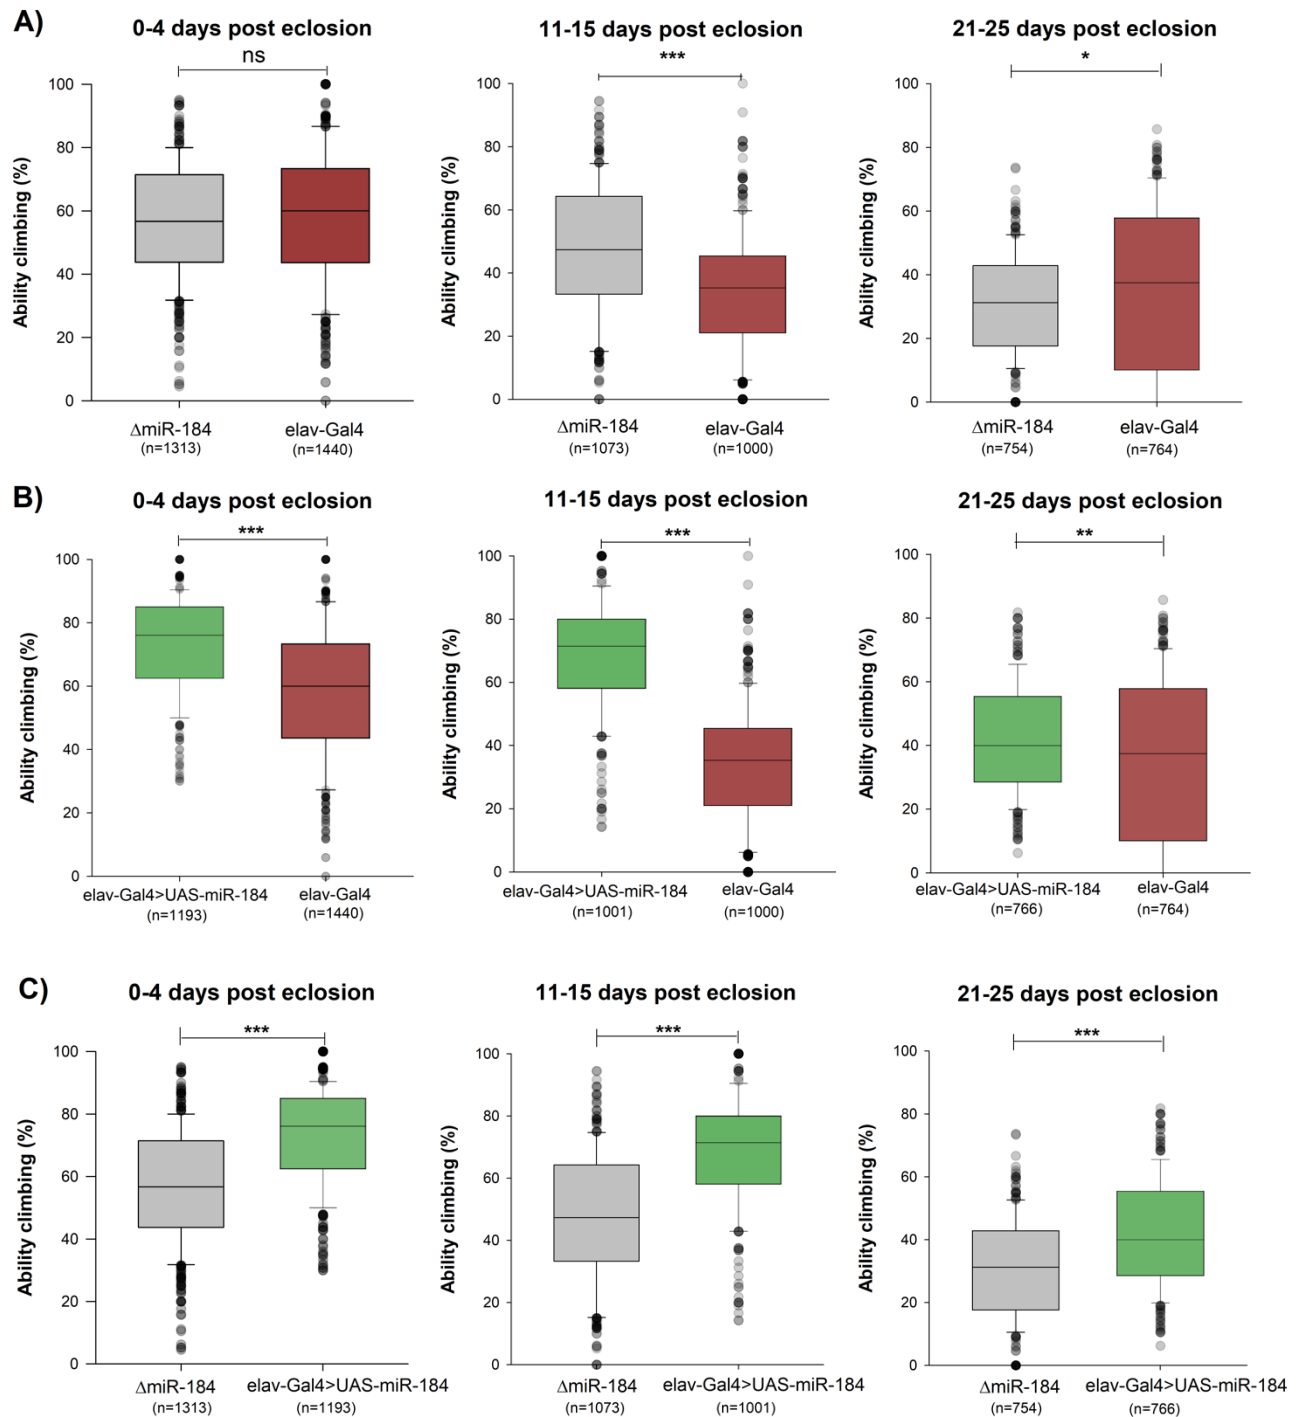 A)
0-4 days post eclosion
ns
Ability climbing (%)
100
80
60
40
20
0
ΔmiR-184
(n=1313)
elav-Gal4
(n=1440)
11-15 days post eclosion
***
Ability climbing (%)
100
80
60
40
20
0
ΔmiR-184
(n=1073)
elav-Gal4
(n=1000)
21-25 days post eclosion
*
Ability climbing (%)
100
80
60
40
20
0
ΔmiR-184
(n=754)
elav-Gal4
(n=764)
B)
0-4 days post eclosion
***
Ability climbing (%)
100
80
60
40
20
0
elav-Gal4>UAS-miR-184
(n=1193)
elav-Gal4
(n=1440)
11-15 days post eclosion
***
Ability climbing (%)
100
80
60
40
20
0
elav-Gal4>UAS-miR-184
(n=1001)
elav-Gal4
(n=1000)
21-25 days post eclosion
**
Ability climbing (%)
100
80
60
40
20
0
elav-Gal4>UAS-miR-184
(n=766)
elav-Gal4
(n=764)
C)
0-4 days post eclosion
***
Ability climbing (%)
100
80
60
40
20
0
ΔmiR-184
(n=1313)
elav-Gal4>UAS-miR-184
(n=1193)
11-15 days post eclosion
***
Ability climbing (%)
100
80
60
40
20
0
ΔmiR-184
(n=1073)
elav-Gal4>UAS-miR-184
(n=1001)
21-25 days post eclosion
***
Ability climbing (%)
100
80
60
40
20
0
ΔmiR-184
(n=754)
elav-Gal4>UAS-miR-184
(n=766)